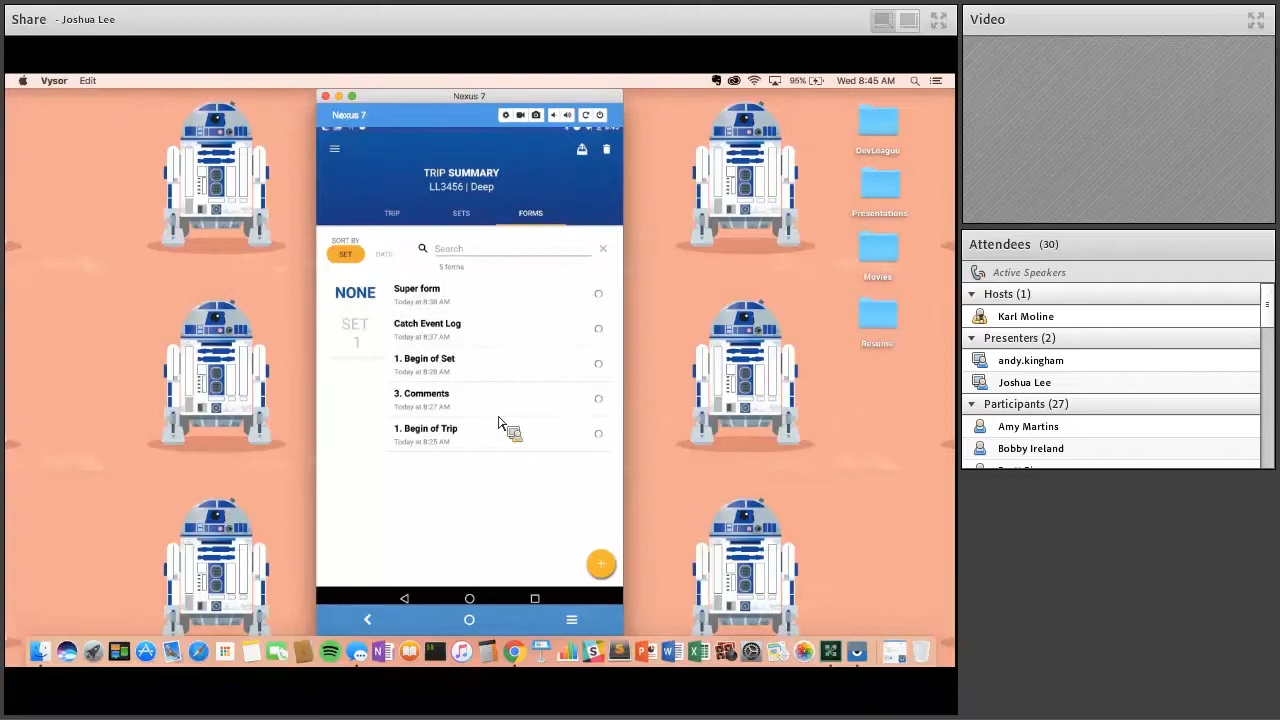 Share - Joshua Lee
Vysor Edit
96% Wed 8:45 AM
Nexus 7
Nexus 7
TRIP SUMMARY
LL3456 | Deep
TRIP SETS FORMS
SORT BY
SET DATE
Search
5 forms
NONE
SET
1
Super form
Today at 8:38 AM
Catch Event Log
Today at 8:37 AM
1. Begin of Set
Today at 8:28 AM
3. Comments
Today at 8:27 AM
1. Begin of Trip
Today at 8:25 AM
DevLeague
Presentations
Movies
Resume
Video
Attendees (30)
Active Speakers
Hosts (1)
Karl Moline
Presenters (2)
andy.kingham
Joshua Lee
Participants (27)
Amy Martins
Bobby Ireland